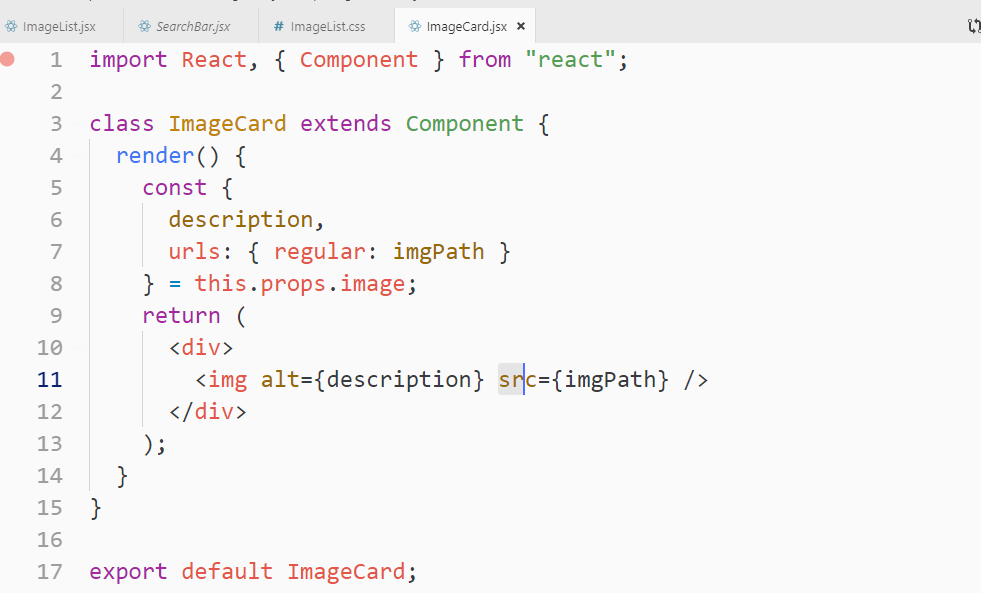 ImageList.jsx SearchBar.jsx # ImageList.css ImageCard.jsx ×
1 import React, { Component } from "react";
2
3 class ImageCard extends Component {
4   render() {
5     const {
6       description,
7       urls: { regular: imgPath }
8     } = this.props.image;
9     return (
10       <div>
11         <img alt={description} src={imgPath} />
12       </div>
13     );
14   }
15 }
16
17 export default ImageCard;